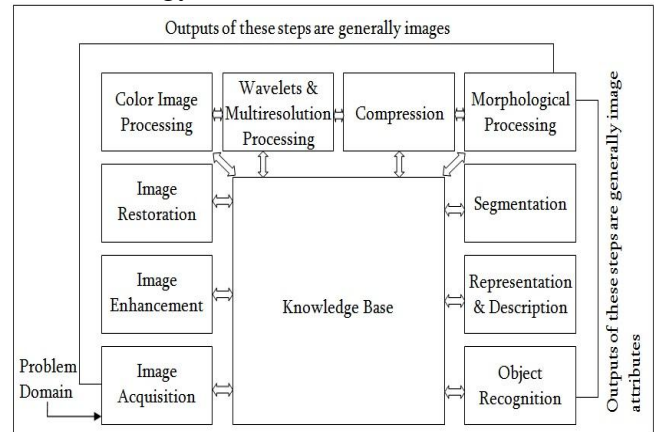 Outputs of these steps are generally images
Color Image
Processing
Wavelets &
Multiresolution
Processing
Compression
Morphological
Processing
Image
Restoration
Segmentation
Image
Enhancement
Knowledge Base
Representation
& Description
Problem
Domain
Image
Acquisition
Object
Recognition
Outputs of these steps are generally image
attributes